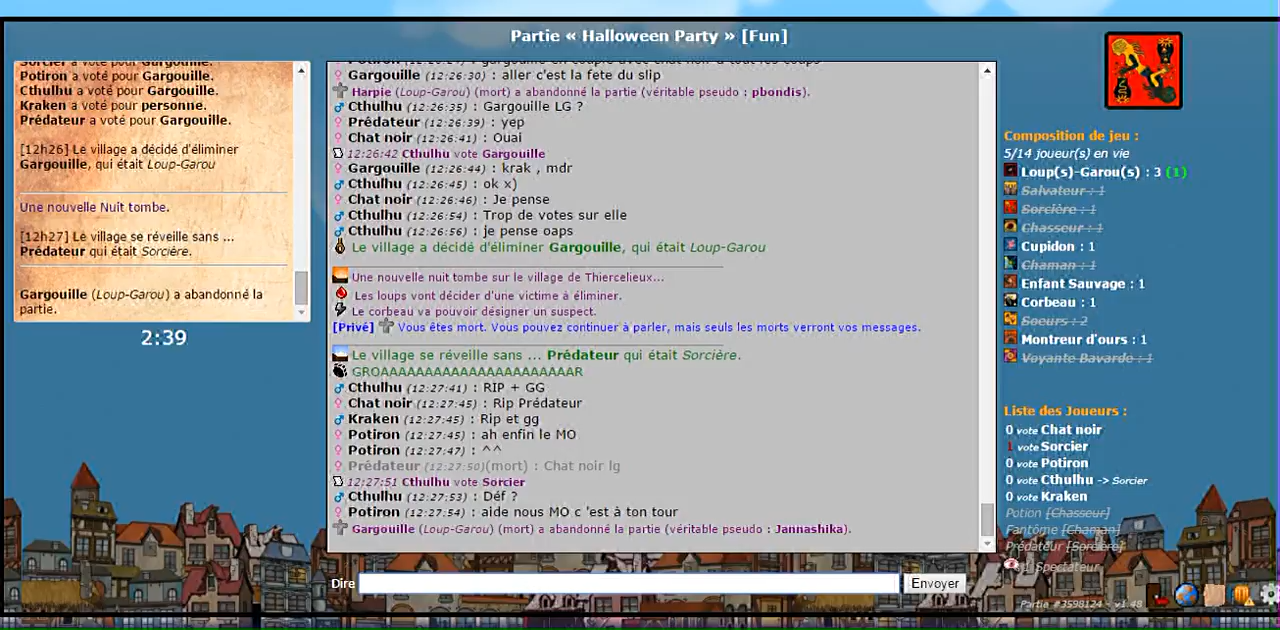 Partie « Halloween Party » [Fun]
Potiron a voté pour Gargouille.
Cthulhu a voté pour Gargouille.
Kraken a voté pour personne.
Prédateur a voté pour Gargouille.
[12h26] Le village a décidé d'éliminer
Gargouille, qui était Loup-Garou
Une nouvelle Nuit tombe.
[12h27] Le village se réveille sans ...
Prédateur qui était Sorcière.
Gargouille (Loup-Garou) a abandonné la
partie.
2:39
Gargouille (12:26:30) : aller c'est la fete du slip
Harpie (Loup-Garou) (mort) a abandonné la partie (véritable pseudo : pbondis).
Cthulhu (12:26:35) : Gargouille LG ?
Prédateur (12:26:39) : yep
Chat noir (12:26:41) : Ouai
12:26:42 Cthulhu vote Gargouille
Gargouille (12:26:44) : krak , mdr
Cthulhu (12:26:45) : ok x)
Chat noir (12:26:46) : Je pense
Cthulhu (12:26:54) : Trop de votes sur elle
Cthulhu (12:26:56) : je pense oaps
Le village a décidé d'éliminer Gargouille, qui était Loup-Garou
Une nouvelle nuit tombe sur le village de Thiercelieux...
Les loups vont décider d'une victime à éliminer.
Le corbeau va pouvoir désigner un suspect.
[Privé] Vous êtes mort. Vous pouvez continuer à parler, mais seuls les morts verront vos messages.
Le village se réveille sans ... Prédateur qui était Sorcière.
GROAAAAAAAAAAAAAAAAAAAAAAR
Cthulhu (12:27:41) : RIP + GG
Chat noir (12:27:45) : Rip Prédateur
Kraken (12:27:45) : Rip et gg
Potiron (12:27:45) : ah enfin le MO
Potiron (12:27:47) : ^^
Prédateur (12:27:50)(mort) : Chat noir lg
12:27:51 Cthulhu vote Sorcier
Cthulhu (12:27:53) : Déf ?
Potiron (12:27:54) : aide nous MO c 'est à ton tour
Gargouille (Loup-Garou) (mort) a abandonné la partie (véritable pseudo : Jannashika).
Dire
Envoyer
Composition de jeu :
5/14 joueur(s) en vie
Loup(s)-Garou(s) : 3 (1)
Salvateur : 1
Sorcière : 1
Chasseur : 1
Cupidon : 1
Chaman : 1
Enfant Sauvage : 1
Corbeau : 1
Soeurs : 2
Montreur d'ours : 1
Voyante Bavarde : 1
Liste des Joueurs :
0 vote Chat noir
1 vote Sorcier
0 vote Potiron
0 vote Cthulhu -> Sorcier
0 vote Kraken
Potion [Chasseur]
Fantôme [Chaman]
Prédateur [Sorcière]
1 Spectateur
Partie #3598124 - v1.48